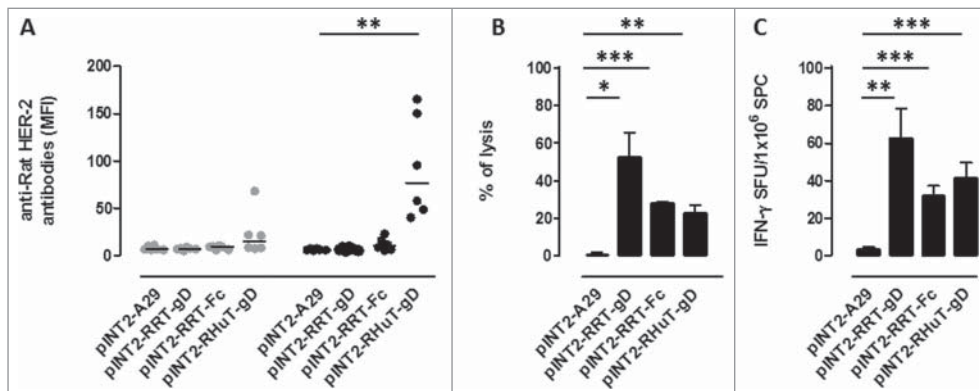 A
**
anti-Rat HER-2
antibodies (MFI)
200
150
100
50
0
pINT2-A29
pINT2-RRT-gD
pINT2-RRT-Fc
pINT2-RHuT-gD
pINT2-A29
pINT2-RRT-gD
pINT2-RRT-Fc
pINT2-RHuT-gD
B
**
***
*
% of lysis
100
80
60
40
20
0
pINT2-A29
pINT2-RRT-gD
pINT2-RRT-Fc
pINT2-RHuT-gD
C
***
***
**
IFN-γ SFU/1x10⁶ SPC
100
80
60
40
20
0
pINT2-A29
pINT2-RRT-gD
pINT2-RRT-Fc
pINT2-RHuT-gD